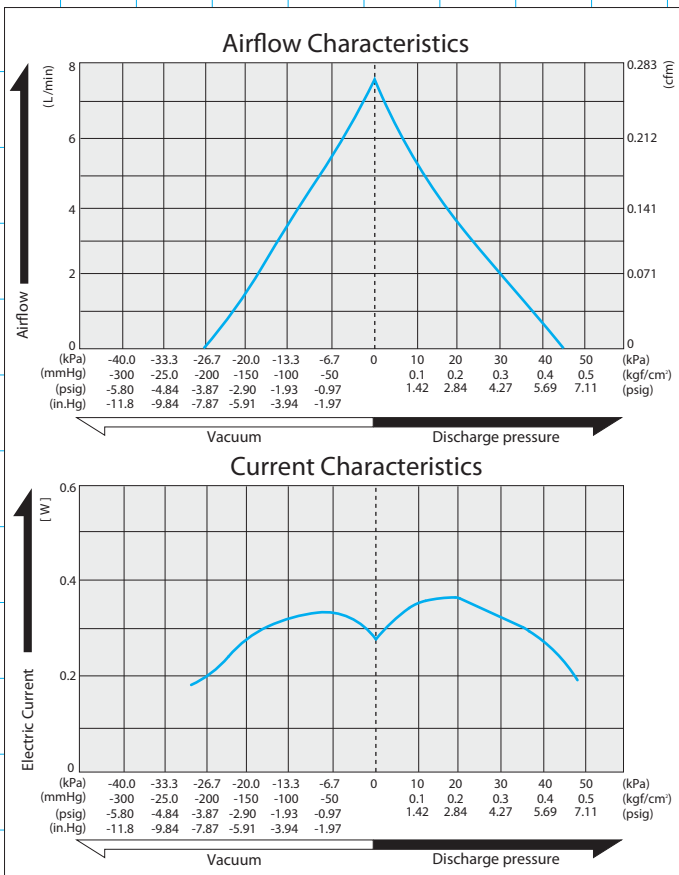 Airflow Characteristics
(L/min)
8
6
4
2
0
Airflow
0.283
0.212
0.141
0.071
0
(cfm)
(kPa) -40.0 -33.3 -26.7 -20.0 -13.3 -6.7 0 10 20 30 40 50 (kPa)
(mmHg) -300 -25.0 -200 -150 -100 -50 0.1 0.2 0.3 0.4 0.5 (kgf/cm²)
(psig) -5.80 -4.84 -3.87 -2.90 -1.93 -0.97 1.42 2.84 4.27 5.69 7.11 (psig)
(in.Hg) -11.8 -9.84 -7.87 -5.91 -3.94 -1.97
Vacuum Discharge pressure
Current Characteristics
[W]
0.6
0.4
0.2
0
Electric Current
(kPa) -40.0 -33.3 -26.7 -20.0 -13.3 -6.7 0 10 20 30 40 50 (kPa)
(mmHg) -300 -25.0 -200 -150 -100 -50 0.1 0.2 0.3 0.4 0.5 (kgf/cm²)
(psig) -5.80 -4.84 -3.87 -2.90 -1.93 -0.97 1.42 2.84 4.27 5.69 7.11 (psig)
(in.Hg) -11.8 -9.84 -7.87 -5.91 -3.94 -1.97
Vacuum Discharge pressure